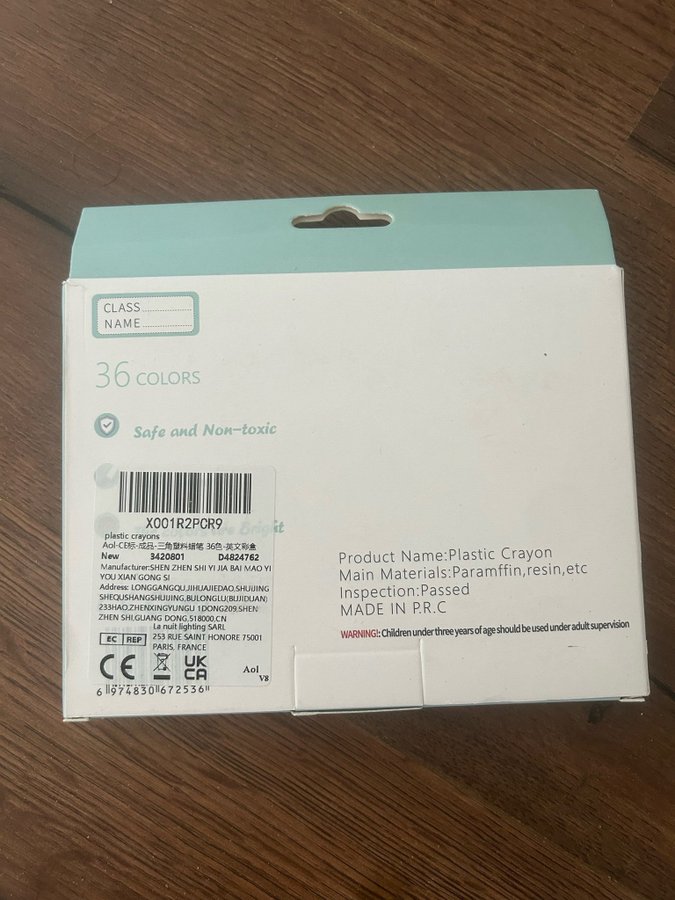 CLASS
NAME
36 COLORS
Safe and Non-toxic
are Bright
X001R2PCR9
plastic crayons
Aol-CE标-成品-三角塑料蜡笔 36色-英文彩盒
New 3420801 D4824762
Manufacturer:SHEN ZHEN SHI YI JIA BAI MAO YI
YOU XIAN GONG SI
Address: LONGGANGQU,JIHUAJIEDAO,SHUIJING
SHEQUSHANGSHUIJING,BULONGLU(BUJIDUAN)
233HAO,ZHENXINGYUNGU 1DONG209,SHEN
ZHEN SHI,GUANG DONG,518000,CN
La nuit lighting SARL
EC REP 253 RUE SAINT HONORE 75001
PARIS, FRANCE
CE UK
CA
Aol
V8
6 974830 672536
Product Name:Plastic Crayon
Main Materials:Paramffin,resin,etc
Inspection:Passed
MADE IN P.R.C
WARNING!: Children under three years of age should be used under adult supervision